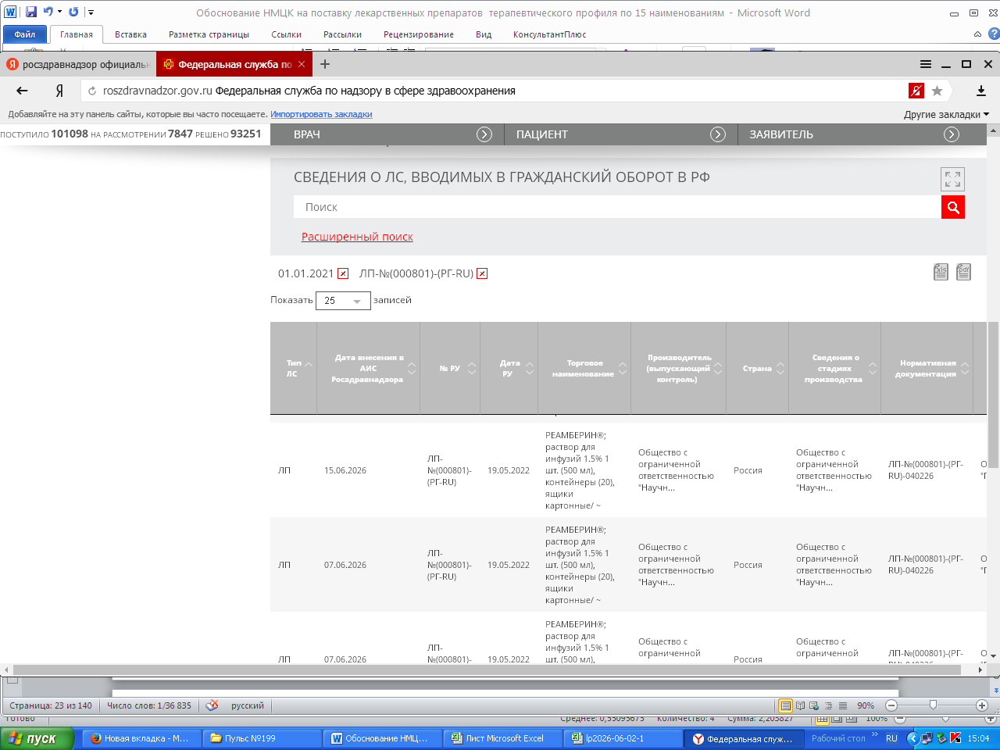 Обоснование НМЦК на поставку лекарственных препаратов терапевтического профиля по 15 наименованиям - Microsoft Word
Файл Главная Вставка Разметка страницы Ссылки Рассылки Рецензирование Вид КонсультантПлюс
росздравнадзор официальн Федеральная служба по
roszdravnadzor.gov.ru Федеральная служба по надзору в сфере здравоохранения
Добавляйте на эту панель сайты, которые вы часто посещаете. Импортировать закладки Другие закладки
ПОСТУПИЛО 101098 НА РАССМОТРЕНИИ 7847 РЕШЕНО 93251 ВРАЧ ПАЦИЕНТ ЗАЯВИТЕЛЬ
СВЕДЕНИЯ О ЛС, ВВОДИМЫХ В ГРАЖДАНСКИЙ ОБОРОТ В РФ
Поиск
Расширенный поиск
01.01.2021 ЛП-№(000801)-(РГ-RU) xls pdf
Показать 25 записей
Тип ЛС
Дата внесения в АИС Росздравнадзора
№ РУ
Дата РУ
Торговое наименование
Производитель (выпускающий контроль)
Страна
Сведения о стадиях производства
Нормативная документация
ЛП
15.06.2026
ЛП-
№(000801)-
(РГ-RU)
19.05.2022
РЕАМБЕРИН®;
раствор для
инфузий 1.5% 1
шт. (500 мл),
контейнеры (20),
ящики
картонные/ ~
Общество с
ограниченной
ответственностью
"Научн...
Россия
Общество с
ограниченной
ответственностью
"Научн...
ЛП-№(000801)-(РГ-
RU)-040226
ЛП
07.06.2026
ЛП-
№(000801)-
(РГ-RU)
19.05.2022
РЕАМБЕРИН®;
раствор для
инфузий 1.5% 1
шт. (500 мл),
контейнеры (20),
ящики
картонные/ ~
Общество с
ограниченной
ответственностью
"Научн...
Россия
Общество с
ограниченной
ответственностью
"Научн...
ЛП-№(000801)-(РГ-
RU)-040226
ЛП
07.06.2026
ЛП-
№(000801)-
19.05.2022
РЕАМБЕРИН®;
раствор для
инфузий 1.5% 1
шт. (500 мл),
Общество с
ограниченной
Россия
Общество с
ограниченной
ЛП-№(000801)-(РГ-
RU)-040226
Страница: 23 из 140 Число слов: 1/36 835 русский 90%
Готово Среднее: 0,55095675 Количество: 4 Сумма: 2,203827 100%
пуск Новая вкладка - M... Пульс №199 Обоснование НМЦ... Лист Microsoft Excel lp2026-06-02-1 Федеральная служ... Рабочий стол RU 15:04